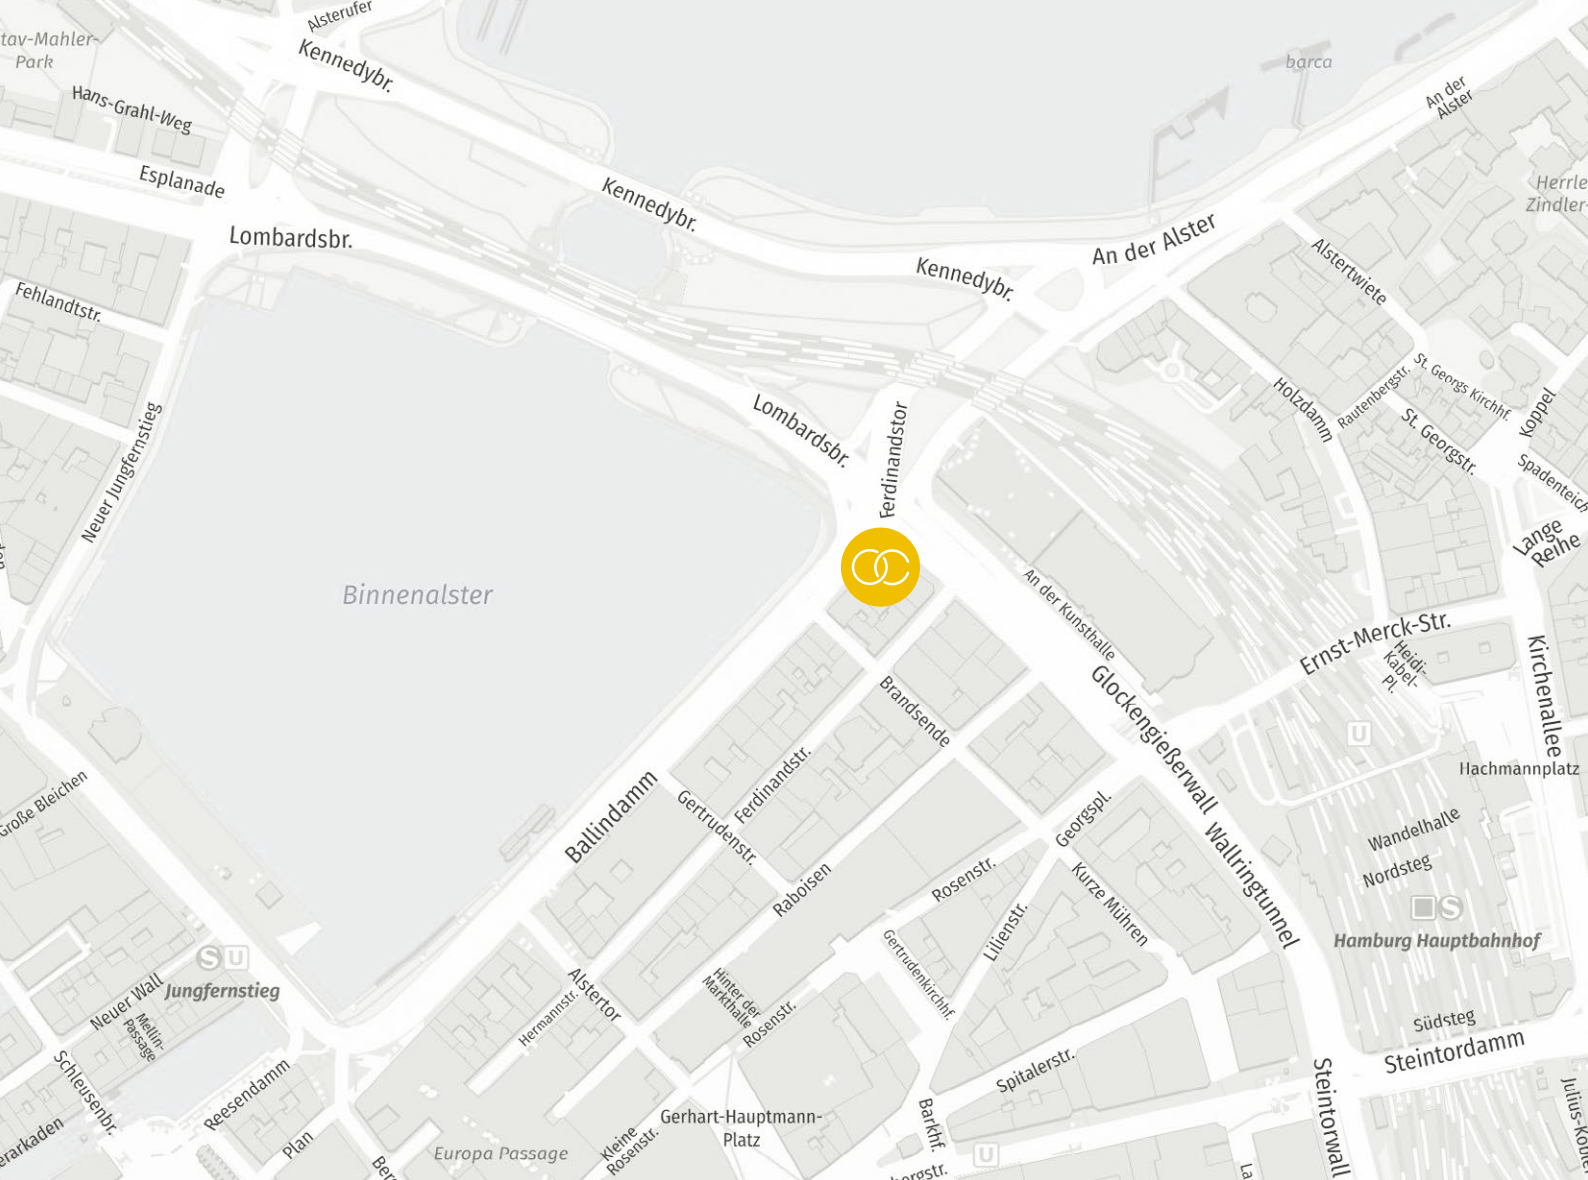 Alsterufer
tav-Mahler-
Park
Kennedybr.
barca
Hans-Grahl-Weg
An der
Alster
Esplanade
Kennedybr.
Herrle
Zindler-
Lombardsbr.
An der Alster
Kennedybr.
Alstertwiete
Fehlandtstr.
St. Georgs Kirchhf.
Rautenbergstr.
Holzdamm
Koppel
Lombardsbr.
Ferdinandstor
St. Georgstr.
Neuer Jungfernstieg
Spadenteich
Lange
Reihe
OC
Binnenalster
An der Kunsthalle
Ernst-Merck-Str.
Heidi-
Kabel-
Pl.
Kirchenallee
Glockengießerwall
Brandsende
U
Hachmannplatz
Große Bleichen
Ballindamm
Ferdinandstr.
Gertrudenstr.
Georgspl.
Wallringtunnel
Wandelhalle
Nordsteg
Raboisen
Rosenstr.
Kurze Mühren
S
Hamburg Hauptbahnhof
Lilienstr.
Gertrudenkirchhf.
S U
Jungfernstieg
Neuer Wall
Mellin-
Passage
Alstertor
Hermannstr.
Hinter der
Markthalle
Rosenstr.
Südsteg
Steintordamm
Spitalerstr.
Schleusenbr.
Reesendamm
Steintorwall
Gerhart-Hauptmann-
Platz
Barkhf.
erarkaden
Plan
Europa Passage
Kleine
Rosenstr.
U